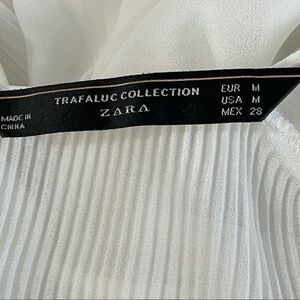 TRAFALUC COLLECTION
ZARA
MADE IN
CHINA
EUR M
USA M
MEX 28